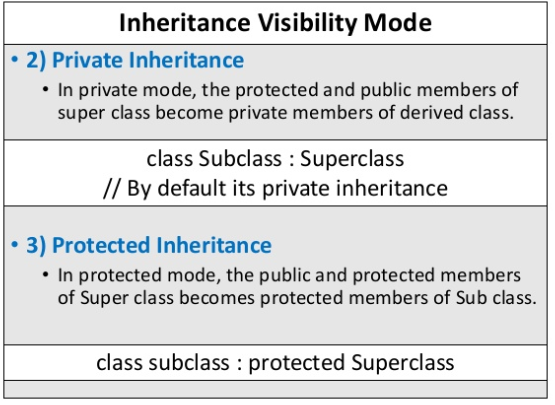 Inheritance Visibility Mode
• 2) Private Inheritance
• In private mode, the protected and public members of
super class become private members of derived class.
class Subclass : Superclass
// By default its private inheritance
• 3) Protected Inheritance
• In protected mode, the public and protected members
of Super class becomes protected members of Sub class.
class subclass : protected Superclass